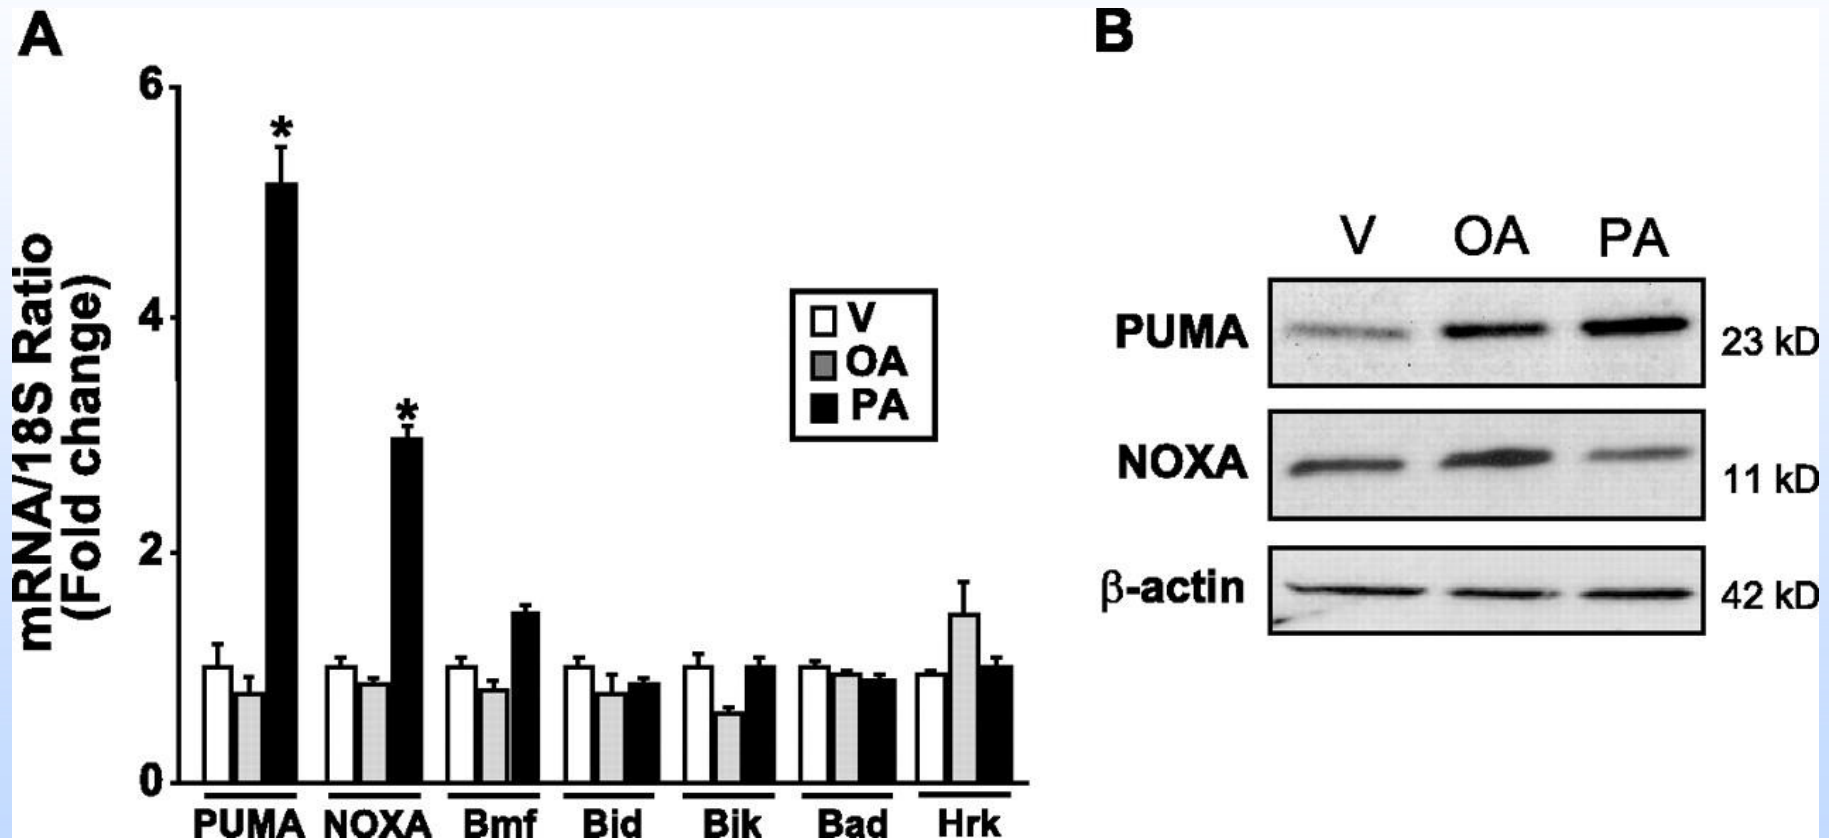 A
B
6
4
2
0
mRNA/18S Ratio
(Fold change)
*
*
V
OA
PA
PUMA NOXA Bmf Bid Bik Bad Hrk
V OA PA
PUMA 23 kD
NOXA 11 kD
β-actin 42 kD